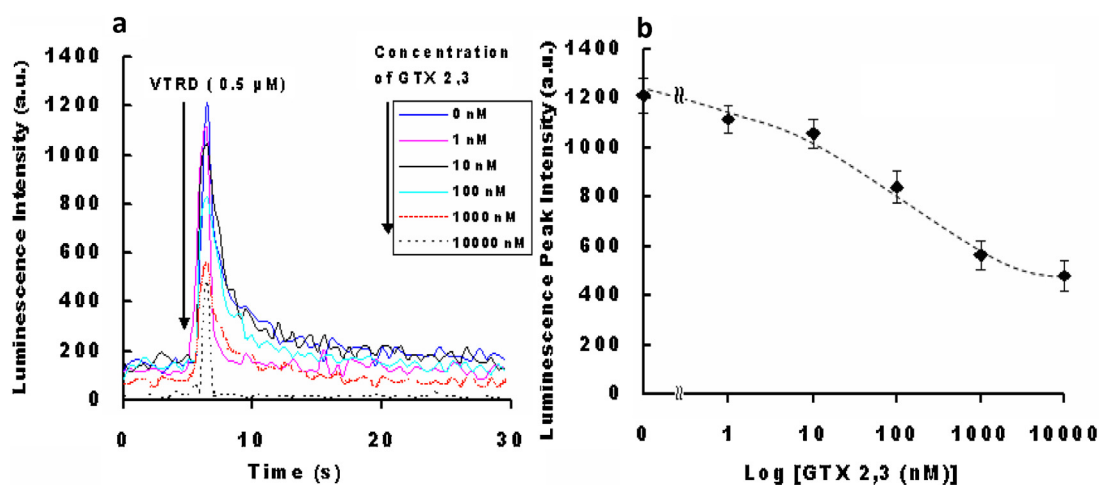 a
1400
1200
1000
800
600
400
200
0
Luminescence Intensity (a.u.)
VTRD ( 0.5 µM)
Concentration
of GTX 2,3
0 nM
1 nM
10 nM
100 nM
1000 nM
10000 nM
0
10
20
30
Time (s)
b
1400
1200
1000
800
600
400
200
0
Luminescence Peak Intensity (a.u.)
0
1
10
100
1000
10000
Log [GTX 2,3 (nM)]